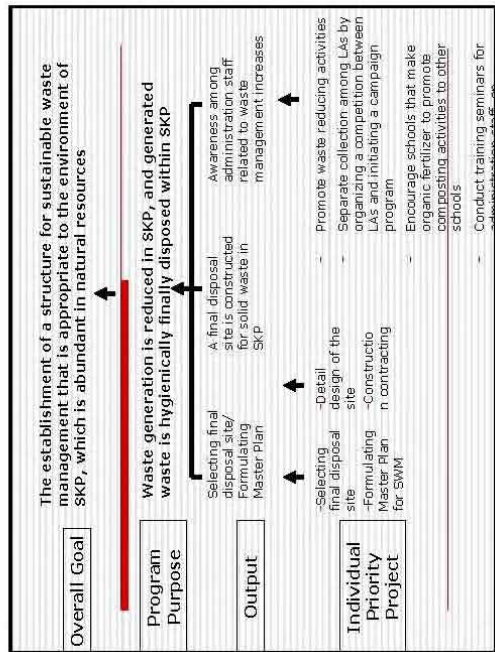 Overall Goal
The establishment of a structure for sustainable waste
management that is appropriate to the environment of
SKP, which is abundant in natural resources
Program
Purpose
Waste generation is reduced in SKP, and generated
waste is hygienically finally disposed within SKP
Output
Selecting final
disposal site/
Formulating
Master Plan
A final disposal
site is constructed
for solid waste in
SKP
Awareness among
administration staff
related to waste
management increases
Individual
Priority
Project
-Selecting
final disposal
site
-Formulating
Master Plan
for SWM
-Detail
design of the
site
-Constructio
n contracting
- Promote waste reducing activities
- Separate collection among LAs by
organizing a competition between
LAs and initiating a campaign
program
- Encourage schools that make
organic fertilizer to promote
composting activities to other
schools
- Conduct training seminars for
administration staff on